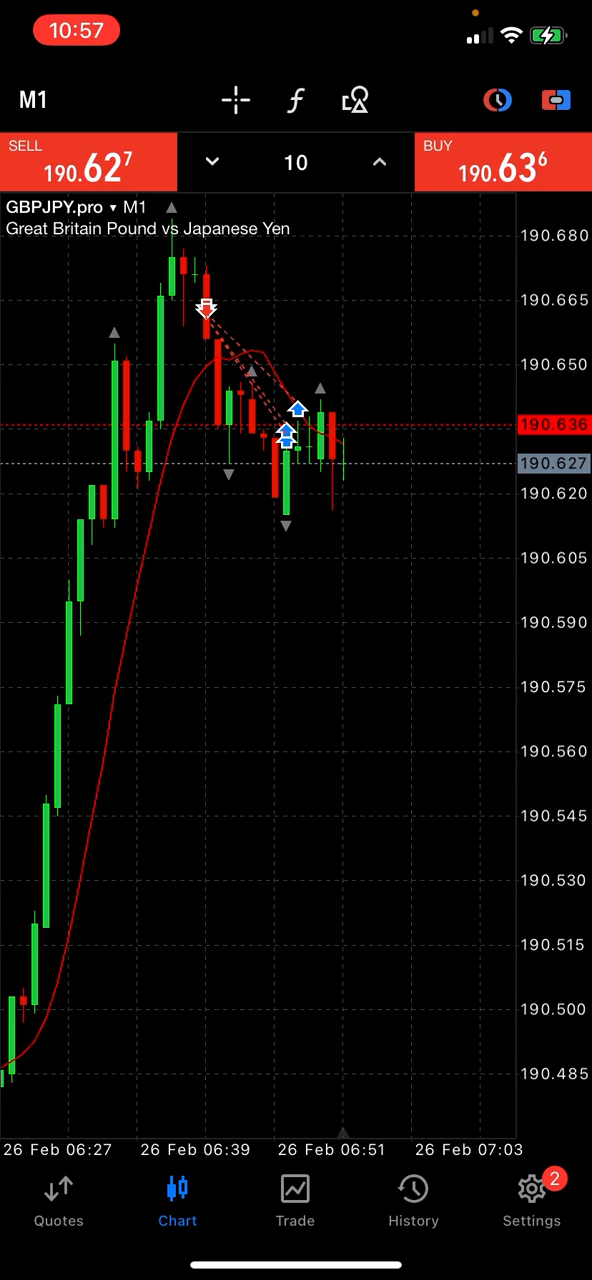 10:57
M1
SELL
190.627
10
BUY
190.636
GBPJPY.pro ▾ M1
Great Britain Pound vs Japanese Yen
190.680
190.665
190.650
190.636
190.627
190.620
190.605
190.590
190.575
190.560
190.545
190.530
190.515
190.500
190.485
26 Feb 06:27
26 Feb 06:39
26 Feb 06:51
26 Feb 07:03
2
Quotes
Chart
Trade
History
Settings